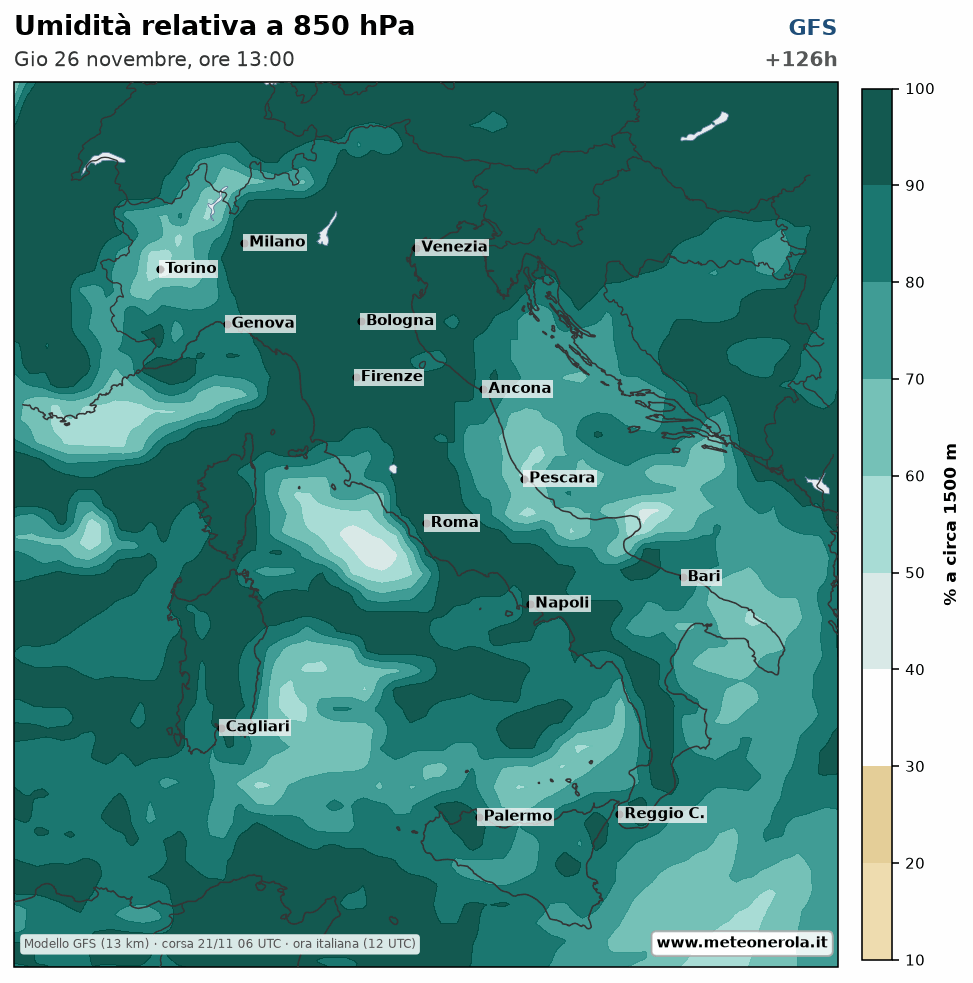 Umidità relativa a 850 hPa
GFS
Gio 26 novembre, ore 13:00
+126h
100
90
80
70
60
50
40
30
20
10
% a circa 1500 m
Milano
Venezia
Torino
Genova
Bologna
Firenze
Ancona
Pescara
Roma
Bari
Napoli
Cagliari
Palermo
Reggio C.
Modello GFS (13 km) · corsa 21/11 06 UTC · ora italiana (12 UTC)
www.meteonerola.it